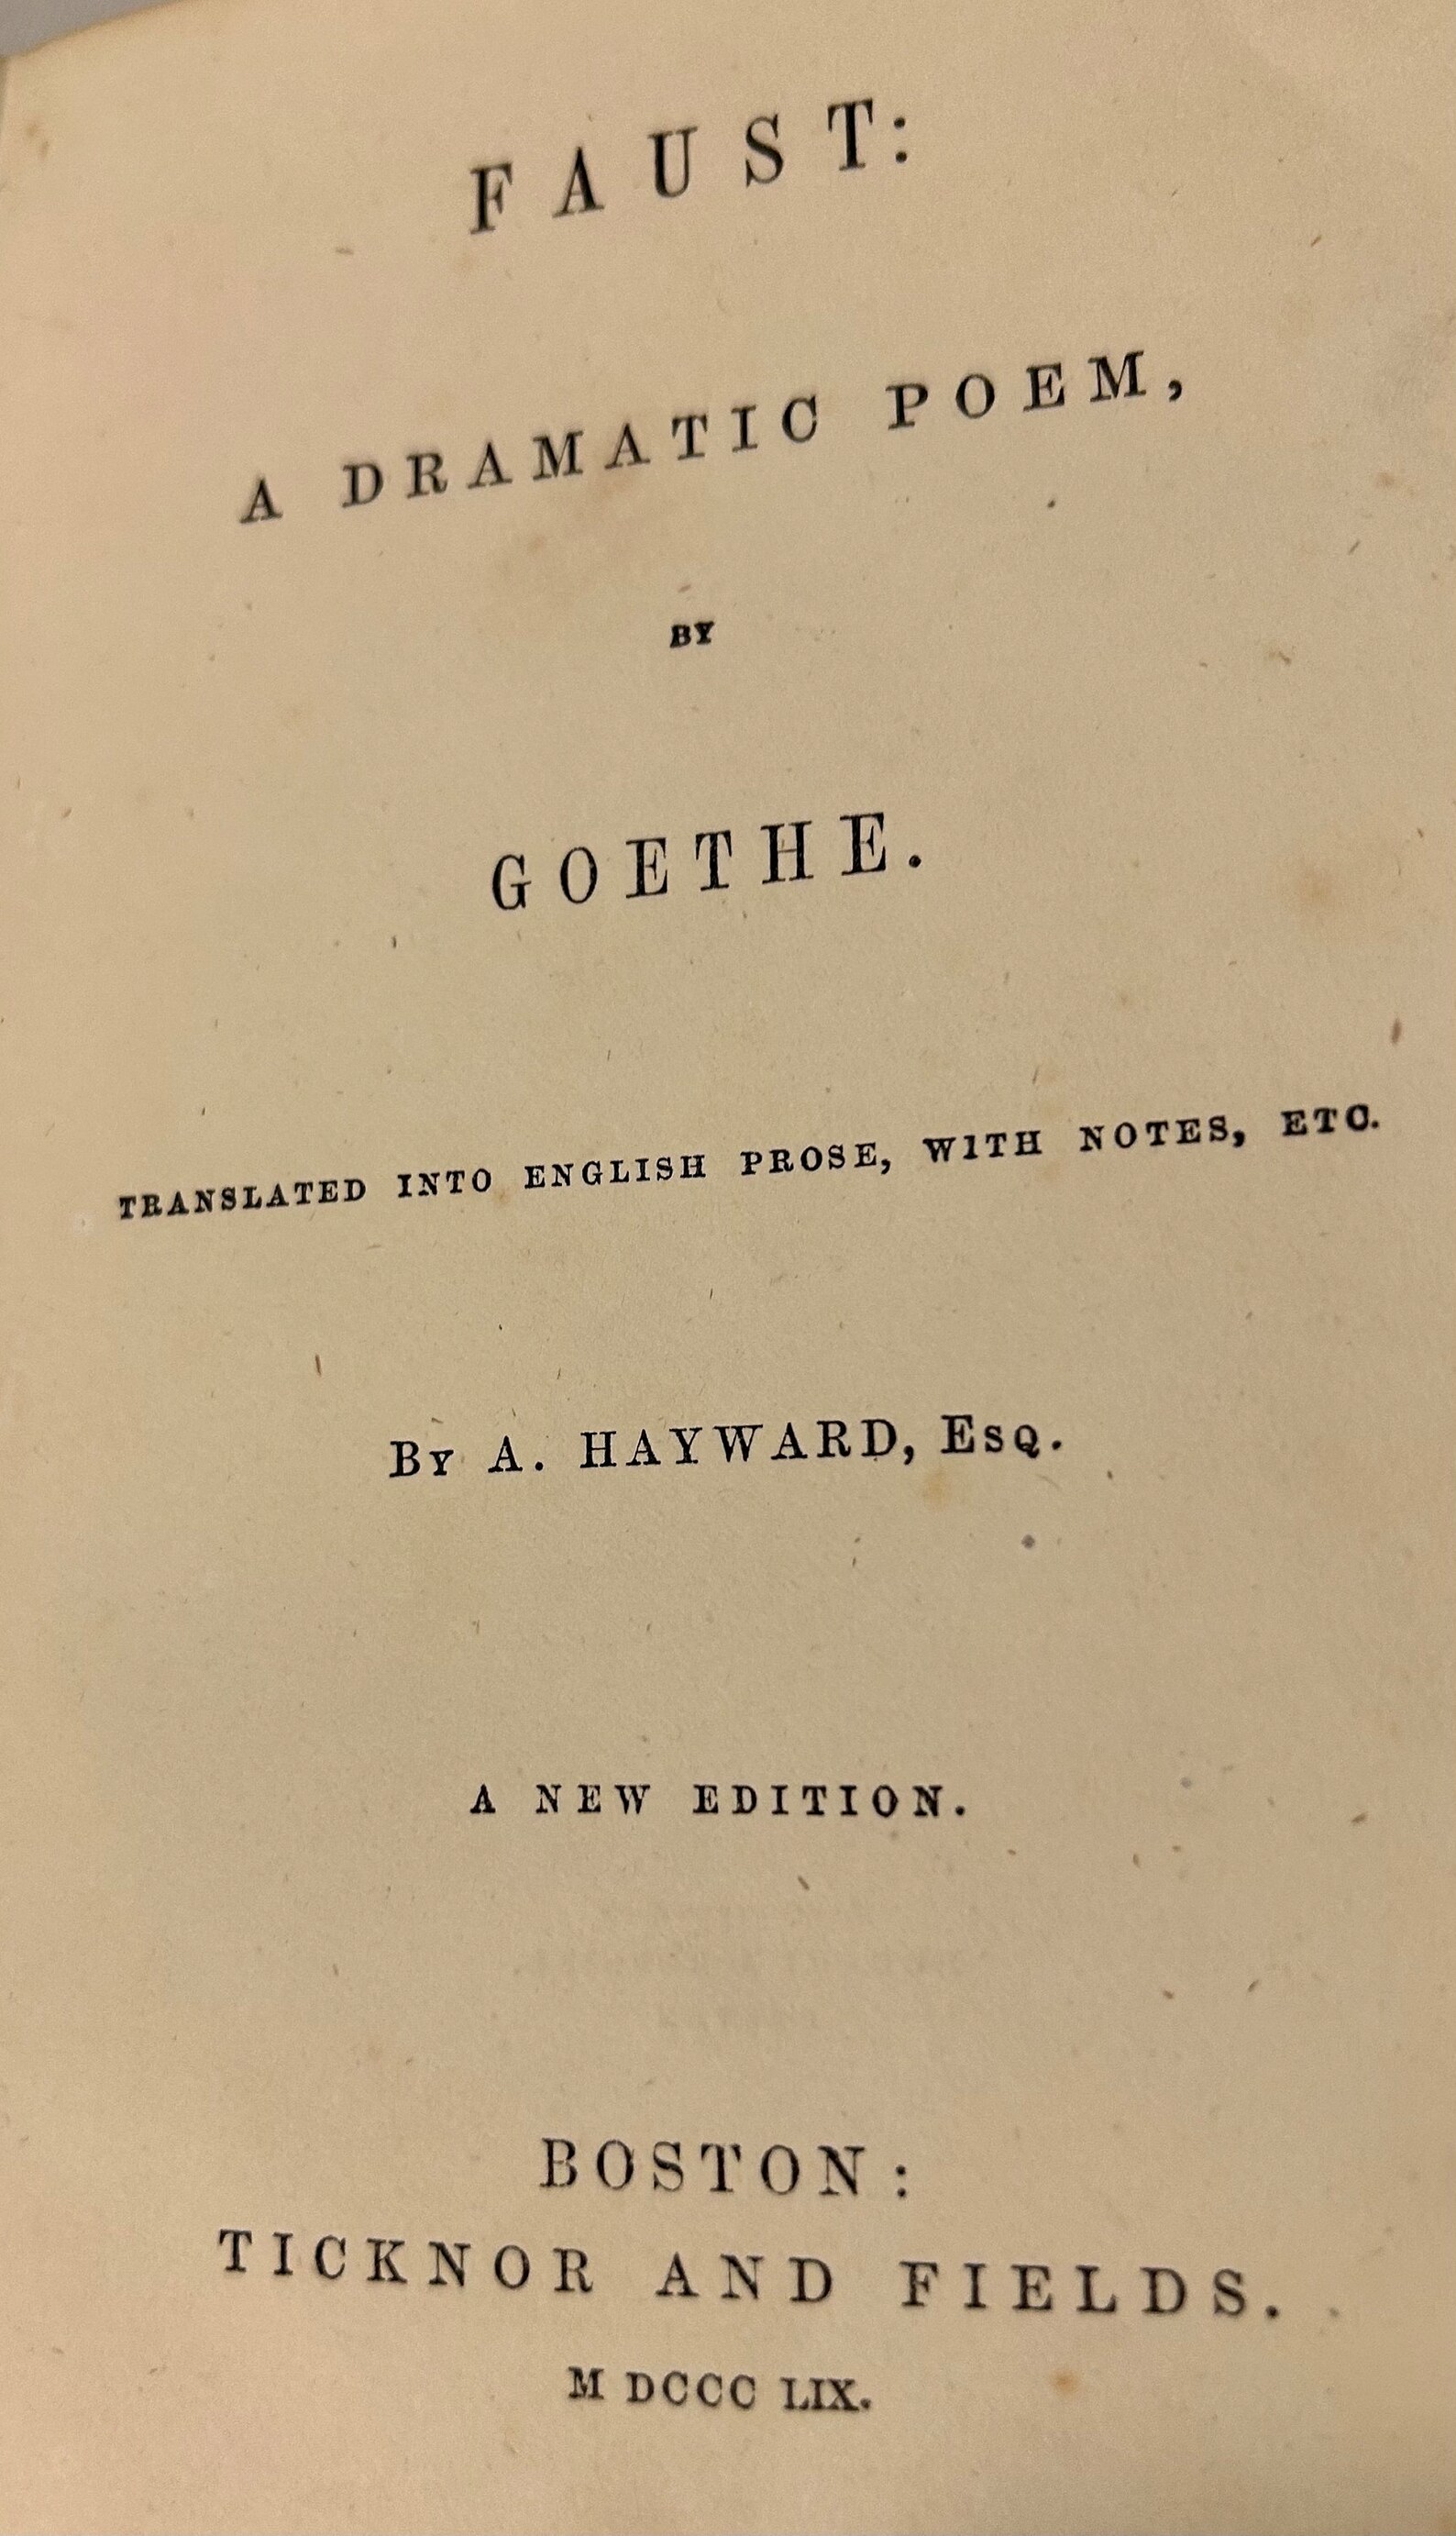 FAUST:
A DRAMATIC POEM,
BY
GOETHE.
TRANSLATED INTO ENGLISH PROSE, WITH NOTES, ETC.
By A. HAYWARD, Esq.
A NEW EDITION.
BOSTON:
TICKNOR AND FIELDS.
M DCCC LIX.